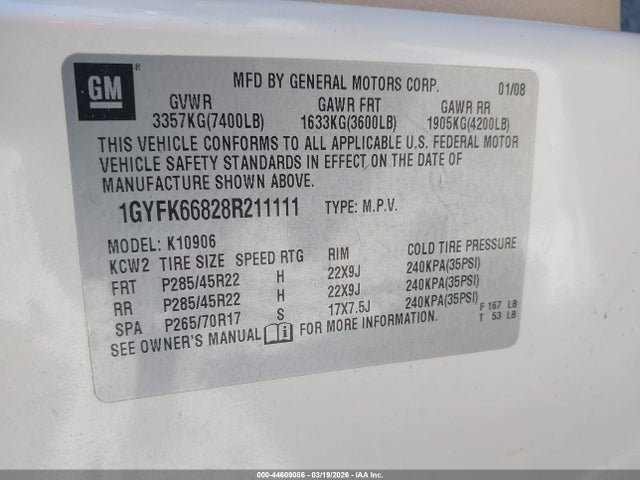 GM ®
MFD BY GENERAL MOTORS CORP. 01/08
GVWR GAWR FRT GAWR RR
3357KG(7400LB) 1633KG(3600LB) 1905KG(4200LB)
THIS VEHICLE CONFORMS TO ALL APPLICABLE U.S. FEDERAL MOTOR
VEHICLE SAFETY STANDARDS IN EFFECT ON THE DATE OF
MANUFACTURE SHOWN ABOVE.
1GYFK66828R211111 TYPE: M.P.V.
MODEL: K10906
KCW2 TIRE SIZE SPEED RTG RIM COLD TIRE PRESSURE
FRT P285/45R22 H 22X9J 240KPA(35PSI)
RR P285/45R22 H 22X9J 240KPA(35PSI)
SPA P265/70R17 S 17X7.5J 240KPA(35PSI)
F 167 LB
T 53 LB
SEE OWNER'S MANUAL i FOR MORE INFORMATION.
000-44609086 - 03/19/2026 - IAA Inc.